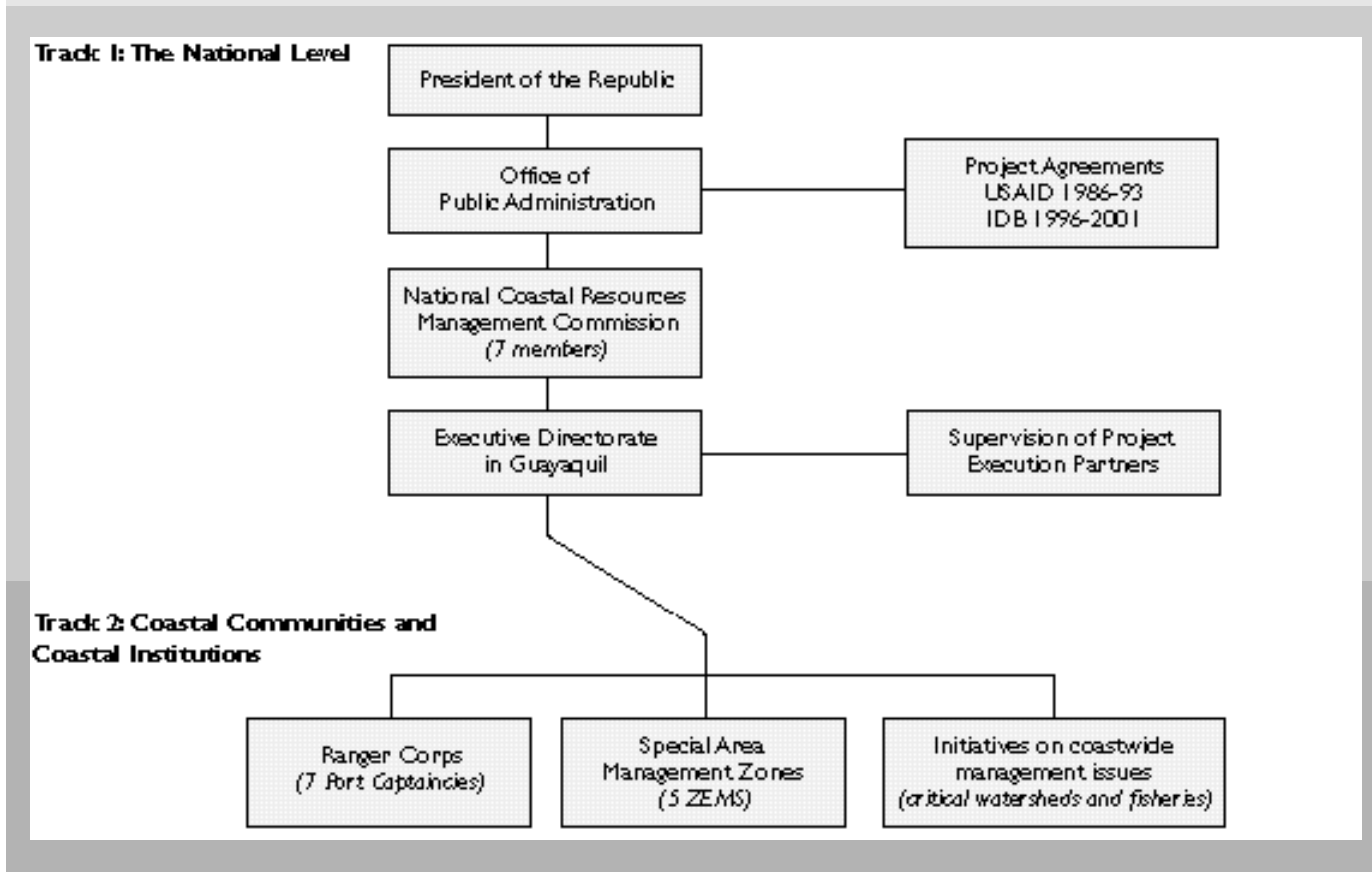 Track 1: The National Level
President of the Republic
Office of
Public Administration
Project Agreements
USAID 1986-93
IDB 1996-2001
National Coastal Resources
Management Commission
(7 members)
Executive Directorate
in Guayaquil
Supervision of Project
Execution Partners
Track 2: Coastal Communities and
Coastal Institutions
Ranger Corps
(7 Port Captaincies)
Special Area
Management Zones
(5 ZEMS)
Initiatives on coastwide
management issues
(critical watersheds and fisheries)